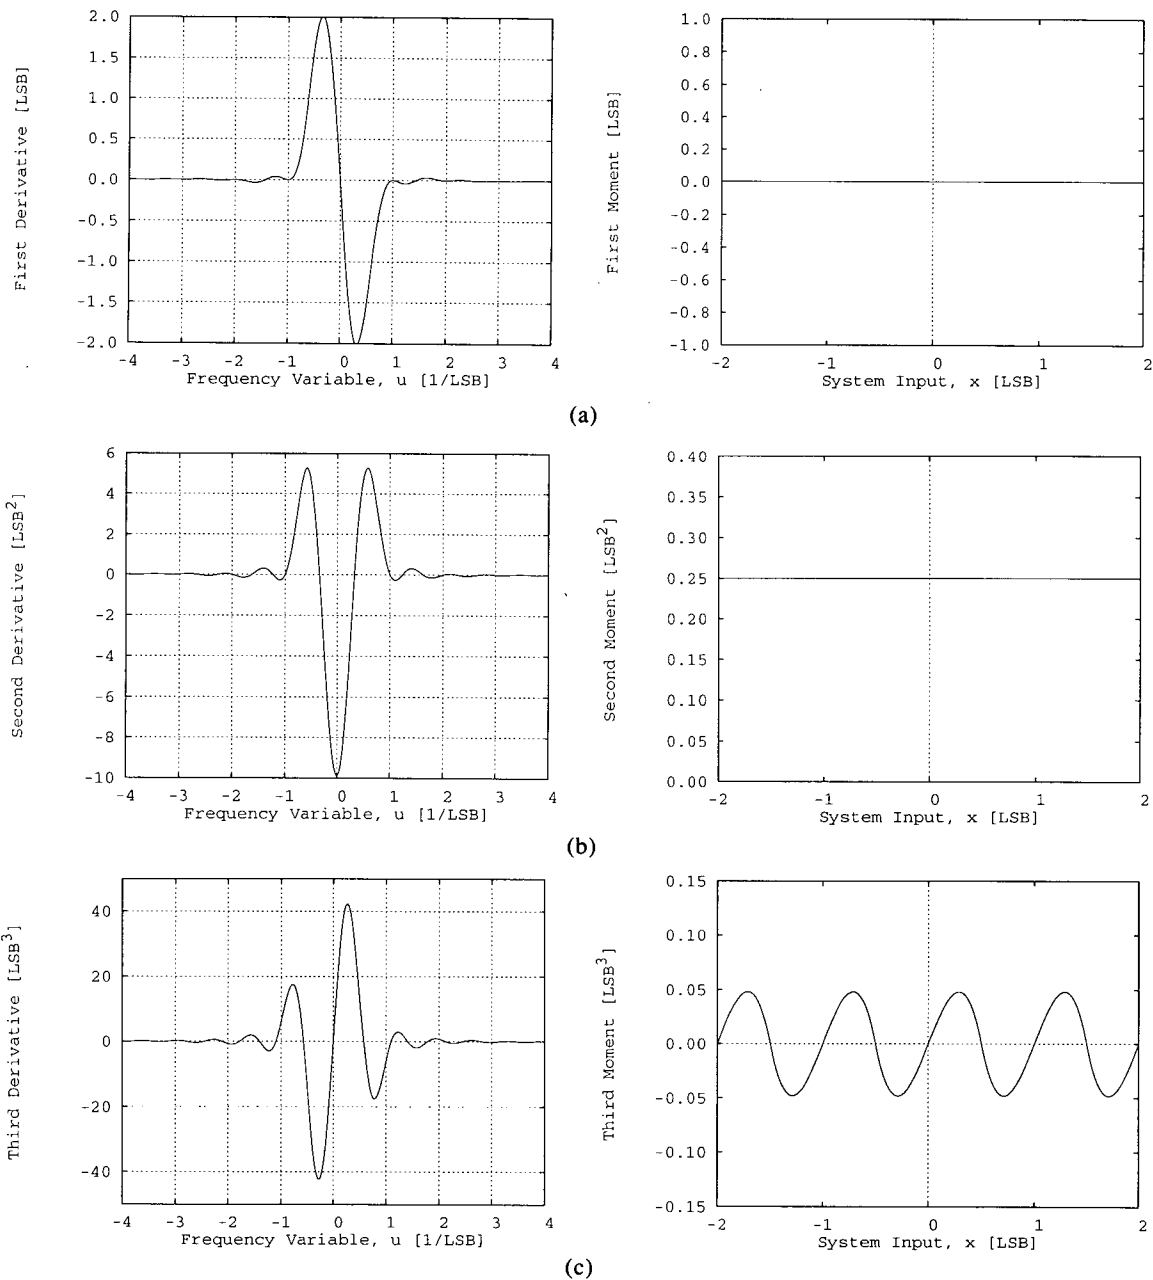 First Derivative [LSB]
2.0
1.5
1.0
0.5
0.0
-0.5
-1.0
-1.5
-2.0
-4 -3 -2 -1 0 1 2 3 4
Frequency Variable, u [1/LSB]
First Moment [LSB]
1.0
0.8
0.6
0.4
0.2
0.0
-0.2
-0.4
-0.6
-0.8
-1.0
-2 -1 0 1 2
System Input, x [LSB]
(a)
Second Derivative [LSB²]
6
4
2
0
-2
-4
-6
-8
-10
-4 -3 -2 -1 0 1 2 3 4
Frequency Variable, u [1/LSB]
Second Moment [LSB²]
0.40
0.35
0.30
0.25
0.20
0.15
0.10
0.05
0.00
-2 -1 0 1 2
System Input, x [LSB]
(b)
Third Derivative [LSB³]
40
20
0
-20
-40
-4 -3 -2 -1 0 1 2 3 4
Frequency Variable, u [1/LSB]
Third Moment [LSB³]
0.15
0.10
0.05
0.00
-0.05
-0.10
-0.15
-2 -1 0 1 2
System Input, x [LSB]
(c)